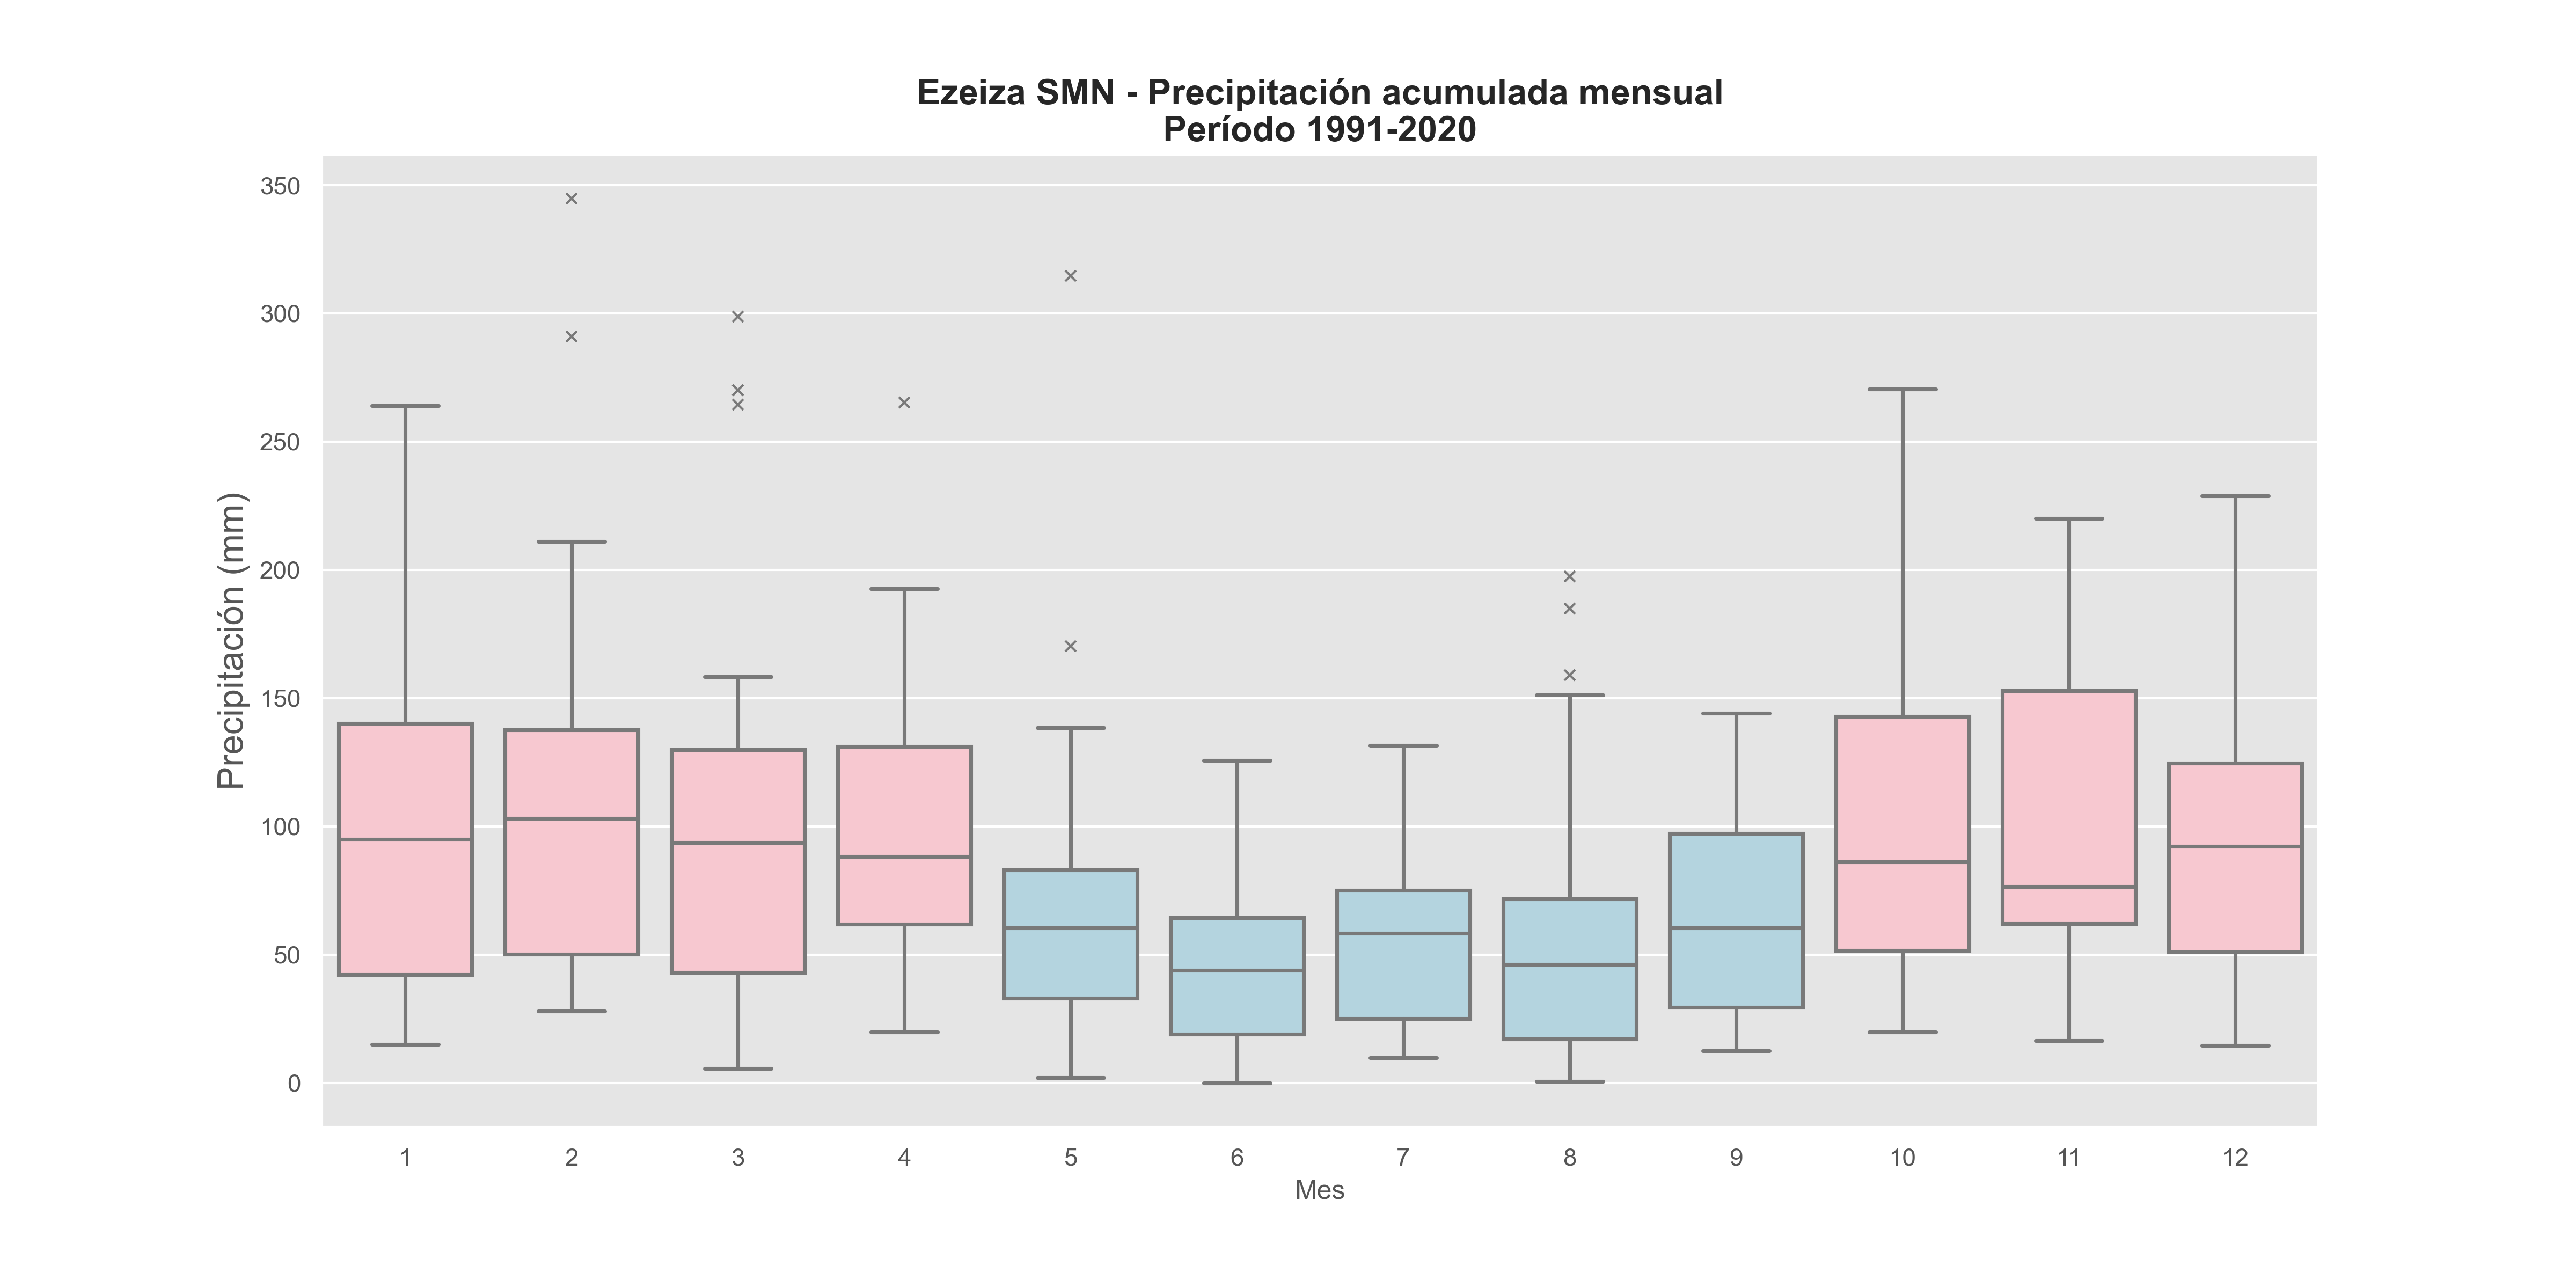 Ezeiza SMN - Precipitación acumulada mensual
Período 1991-2020
Precipitación (mm)
350
300
250
200
150
100
50
0
1 2 3 4 5 6 7 8 9 10 11 12
Mes